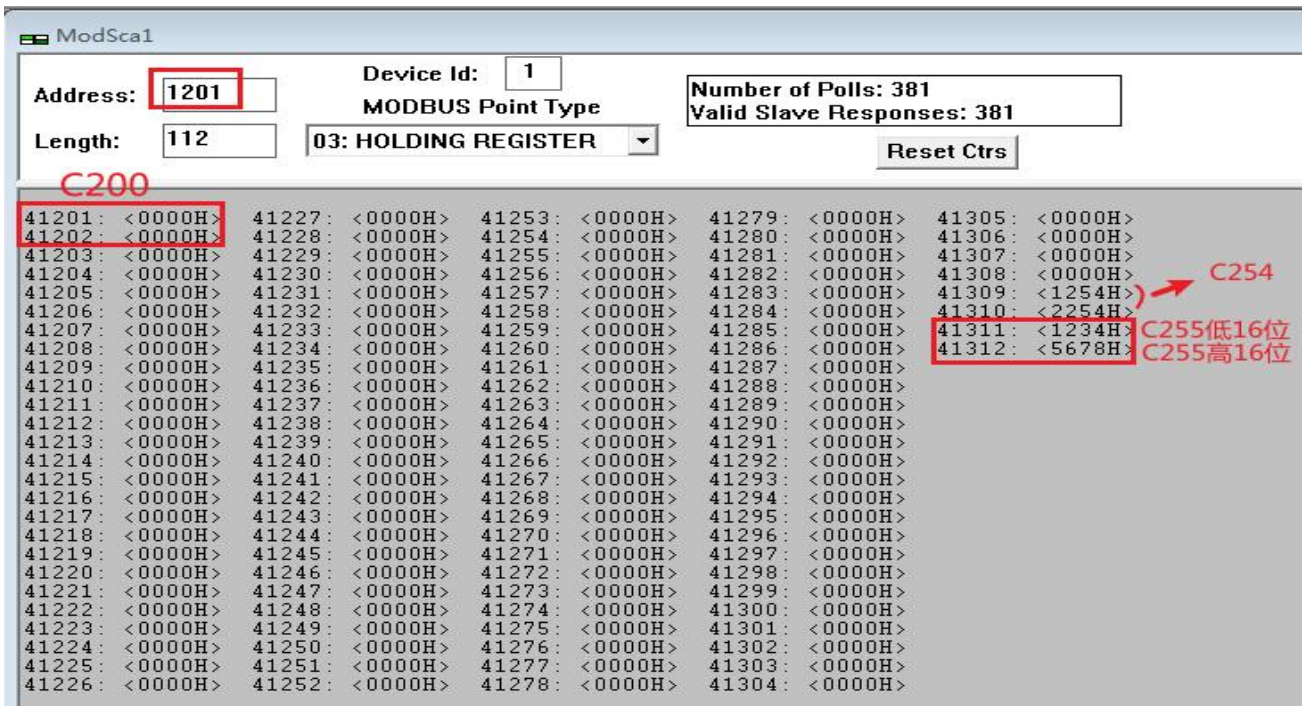 ModSca1
Address: 1201
Device Id: 1
MODBUS Point Type
Number of Polls: 381
Valid Slave Responses: 381
Length: 112
03: HOLDING REGISTER
Reset Ctrs
C200
41201: <0000H> 41227: <0000H> 41253: <0000H> 41279: <0000H> 41305: <0000H>
41202: <0000H> 41228: <0000H> 41254: <0000H> 41280: <0000H> 41306: <0000H>
41203: <0000H> 41229: <0000H> 41255: <0000H> 41281: <0000H> 41307: <0000H>
41204: <0000H> 41230: <0000H> 41256: <0000H> 41282: <0000H> 41308: <0000H> C254
41205: <0000H> 41231: <0000H> 41257: <0000H> 41283: <0000H> 41309: <1254H>
41206: <0000H> 41232: <0000H> 41258: <0000H> 41284: <0000H> 41310: <2254H>
41207: <0000H> 41233: <0000H> 41259: <0000H> 41285: <0000H> 41311: <1234H> C255低16位
41208: <0000H> 41234: <0000H> 41260: <0000H> 41286: <0000H> 41312: <5678H> C255高16位
41209: <0000H> 41235: <0000H> 41261: <0000H> 41287: <0000H>
41210: <0000H> 41236: <0000H> 41262: <0000H> 41288: <0000H>
41211: <0000H> 41237: <0000H> 41263: <0000H> 41289: <0000H>
41212: <0000H> 41238: <0000H> 41264: <0000H> 41290: <0000H>
41213: <0000H> 41239: <0000H> 41265: <0000H> 41291: <0000H>
41214: <0000H> 41240: <0000H> 41266: <0000H> 41292: <0000H>
41215: <0000H> 41241: <0000H> 41267: <0000H> 41293: <0000H>
41216: <0000H> 41242: <0000H> 41268: <0000H> 41294: <0000H>
41217: <0000H> 41243: <0000H> 41269: <0000H> 41295: <0000H>
41218: <0000H> 41244: <0000H> 41270: <0000H> 41296: <0000H>
41219: <0000H> 41245: <0000H> 41271: <0000H> 41297: <0000H>
41220: <0000H> 41246: <0000H> 41272: <0000H> 41298: <0000H>
41221: <0000H> 41247: <0000H> 41273: <0000H> 41299: <0000H>
41222: <0000H> 41248: <0000H> 41274: <0000H> 41300: <0000H>
41223: <0000H> 41249: <0000H> 41275: <0000H> 41301: <0000H>
41224: <0000H> 41250: <0000H> 41276: <0000H> 41302: <0000H>
41225: <0000H> 41251: <0000H> 41277: <0000H> 41303: <0000H>
41226: <0000H> 41252: <0000H> 41278: <0000H> 41304: <0000H>